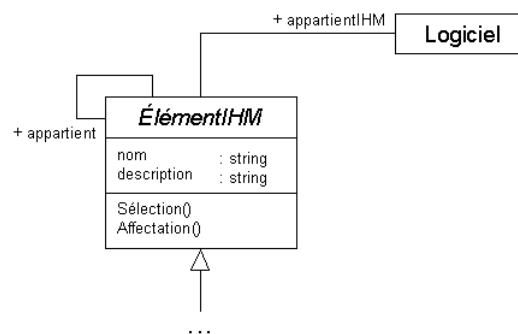 + appartientIHM
Logiciel
+ appartient
ÉlémentIHM
nom : string
description : string
Sélection()
Affectation()
...